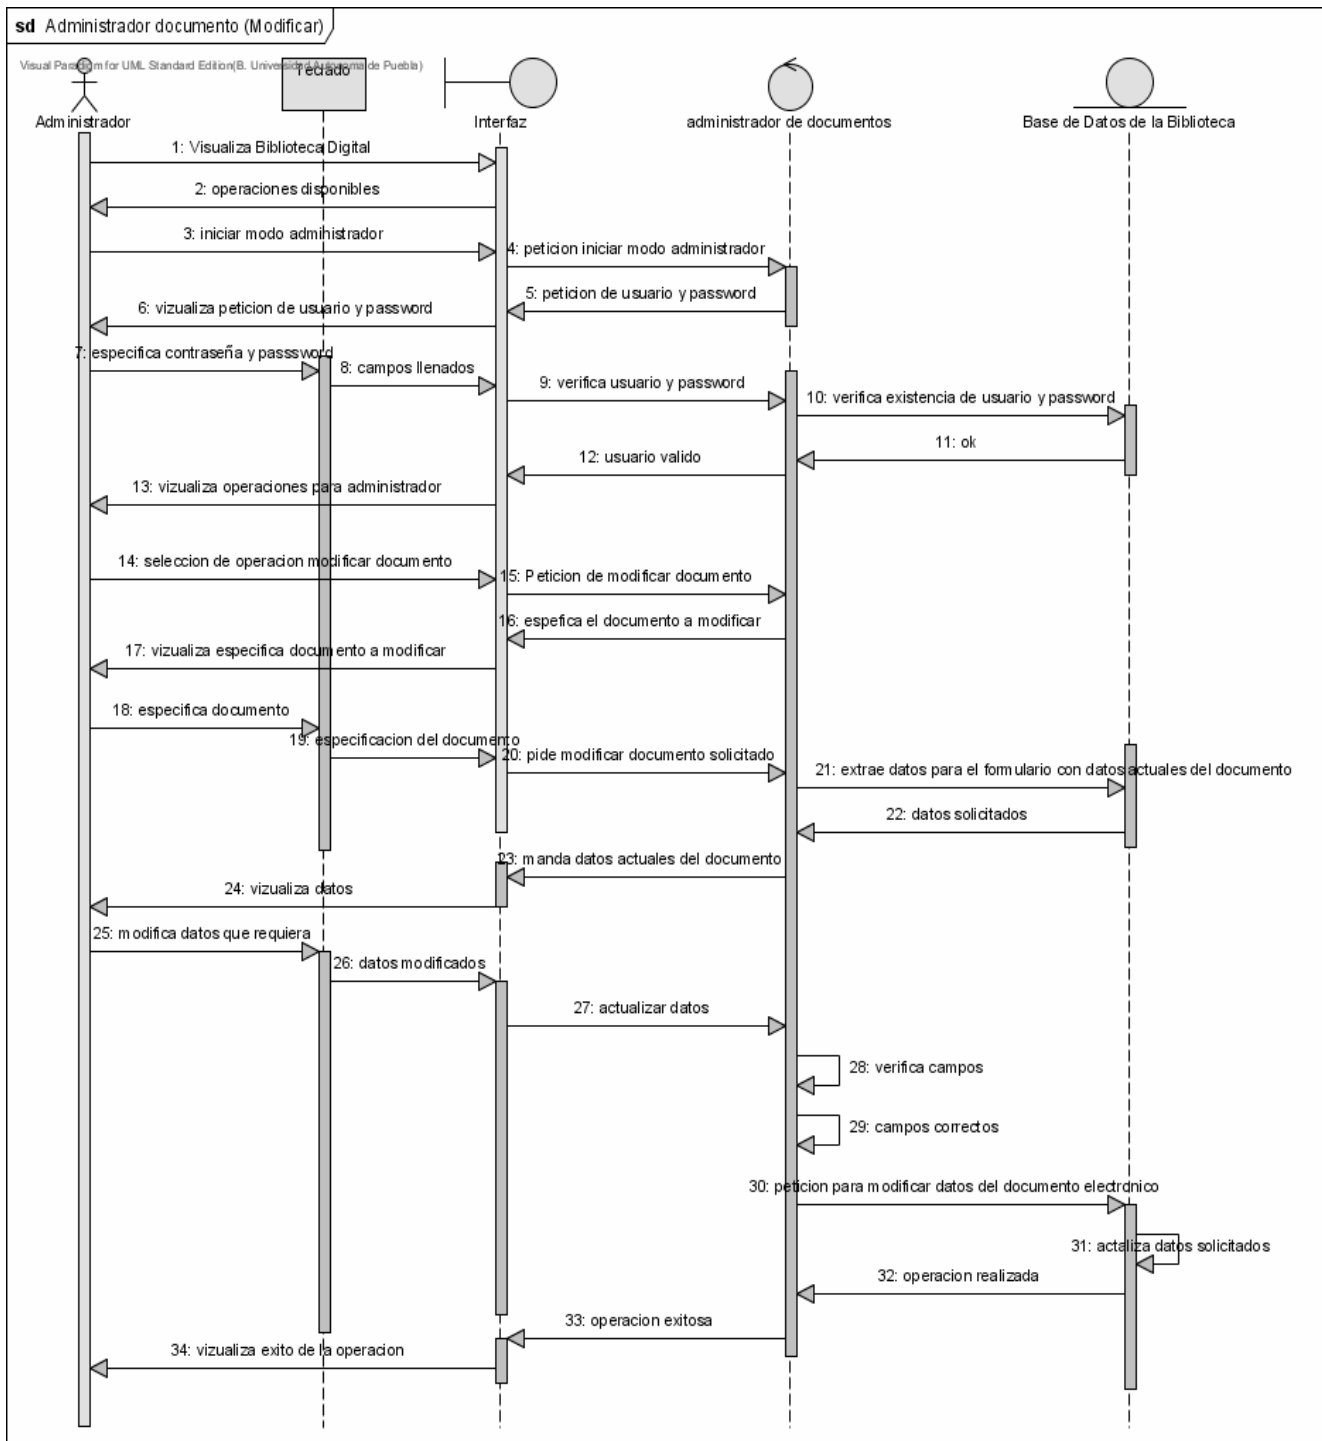 sd Administrador documento (Modificar)
Visual Paradigm for UML Standard Edition(B. Universidad Autonoma de Puebla)
Teclado
Administrador
Interfaz
administrador de documentos
Base de Datos de la Biblioteca
1: Visualiza Biblioteca Digital
2: operaciones disponibles
3: iniciar modo administrador
4: peticion iniciar modo administrador
5: peticion de usuario y password
6: vizualiza peticion de usuario y password
7: especifica contraseña y passsword
8: campos llenados
9: verifica usuario y password
10: verifica existencia de usuario y password
11: ok
12: usuario valido
13: vizualiza operaciones para administrador
14: seleccion de operacion modificar documento
15: Peticion de modificar documento
16: espefica el documento a modificar
17: vizualiza especifica documento a modificar
18: especifica documento
19: especificacion del documento
20: pide modificar documento solicitado
21: extrae datos para el formulario con datos actuales del documento
22: datos solicitados
23: manda datos actuales del documento
24: vizualiza datos
25: modifica datos que requiera
26: datos modificados
27: actualizar datos
28: verifica campos
29: campos correctos
30: peticion para modificar datos del documento electronico
31: actaliza datos solicitados
32: operacion realizada
33: operacion exitosa
34: vizualiza exito de la operacion